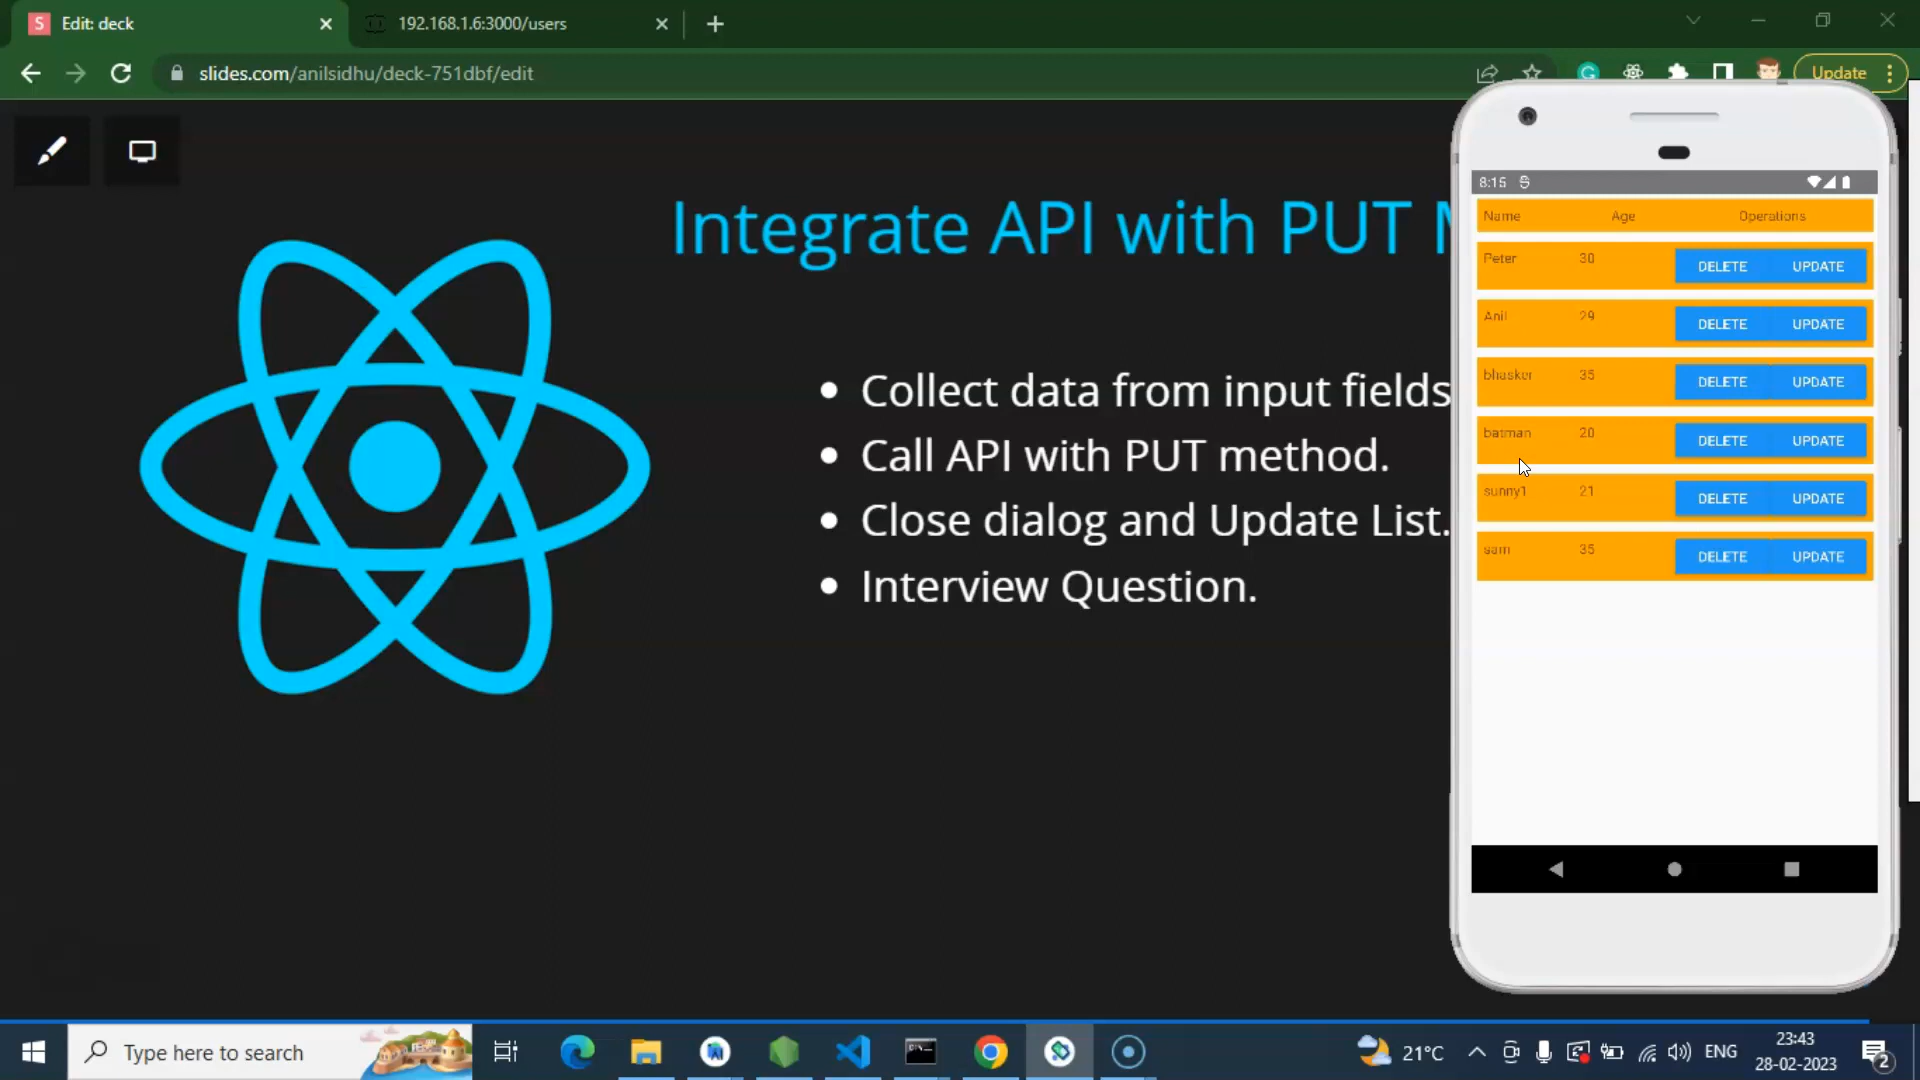 S Edit: deck
192.168.1.6:3000/users
slides.com/anilsidhu/deck-751dbf/edit
Update
Integrate API with PUT M
Collect data from input fields
Call API with PUT method.
Close dialog and Update List.
Interview Question.
8:15
Name Age Operations
Peter 30 DELETE UPDATE
Anil 29 DELETE UPDATE
bhasker 35 DELETE UPDATE
batman 20 DELETE UPDATE
sunny1 21 DELETE UPDATE
sam 35 DELETE UPDATE
Type here to search
21°C
ENG
23:43
28-02-2023
2